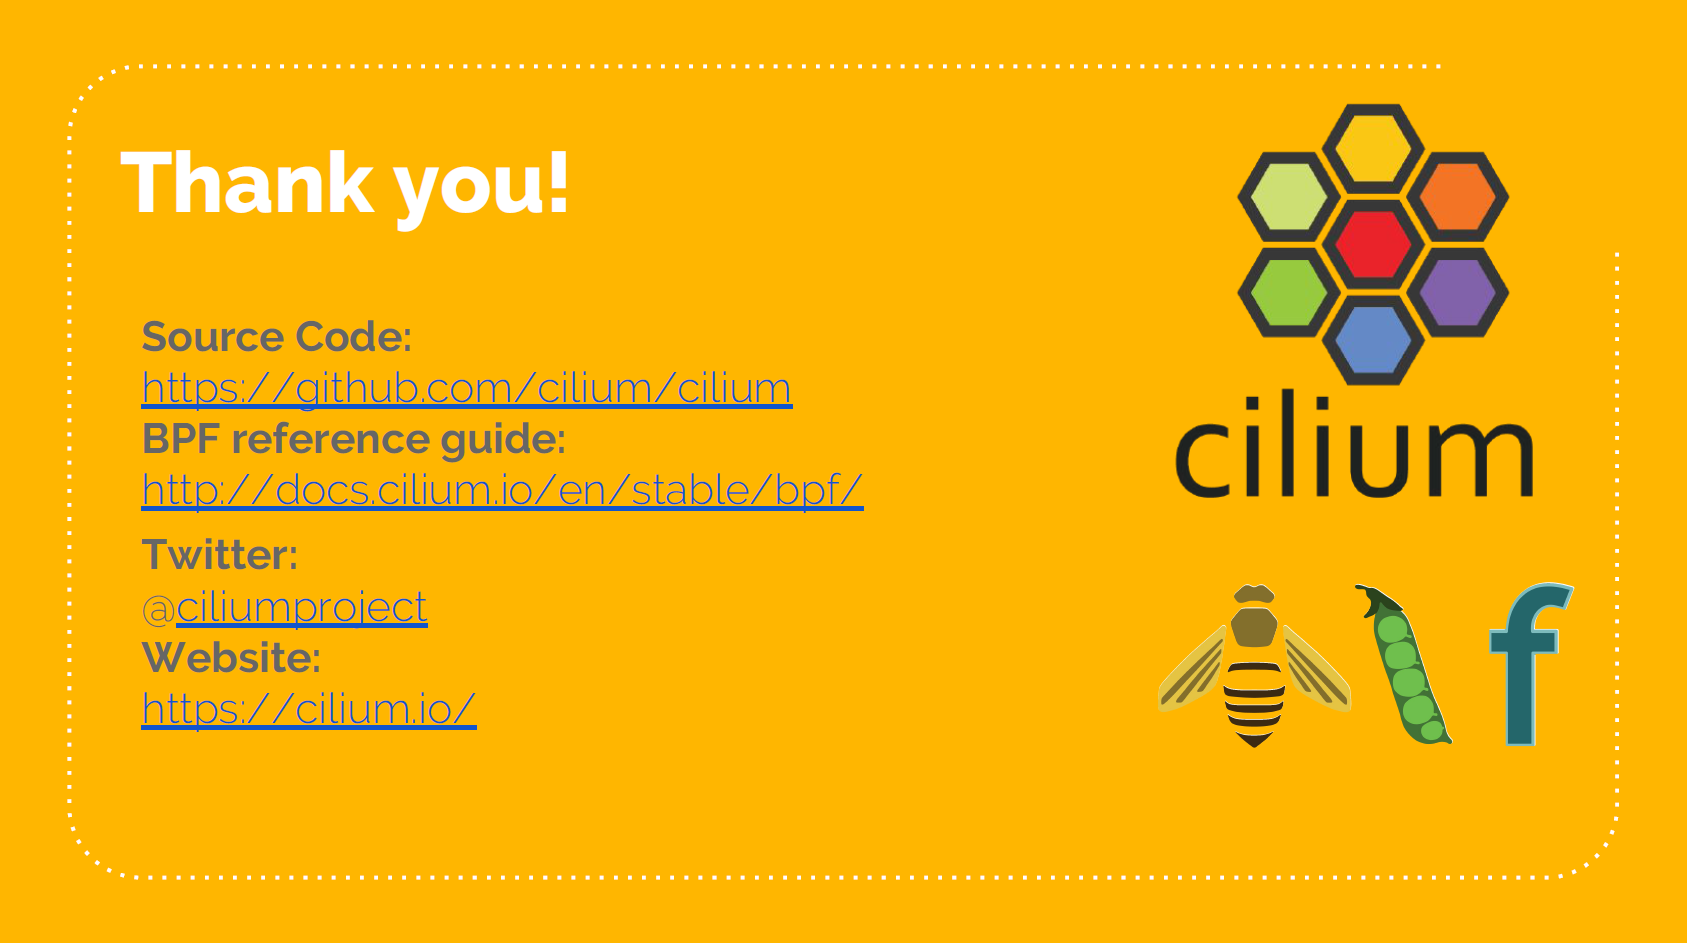 Thank you!
Source Code:
https://github.com/cilium/cilium
BPF reference guide:
http://docs.cilium.io/en/stable/bpf/
Twitter:
@ciliumproject
Website:
https://cilium.io/
cilium
f